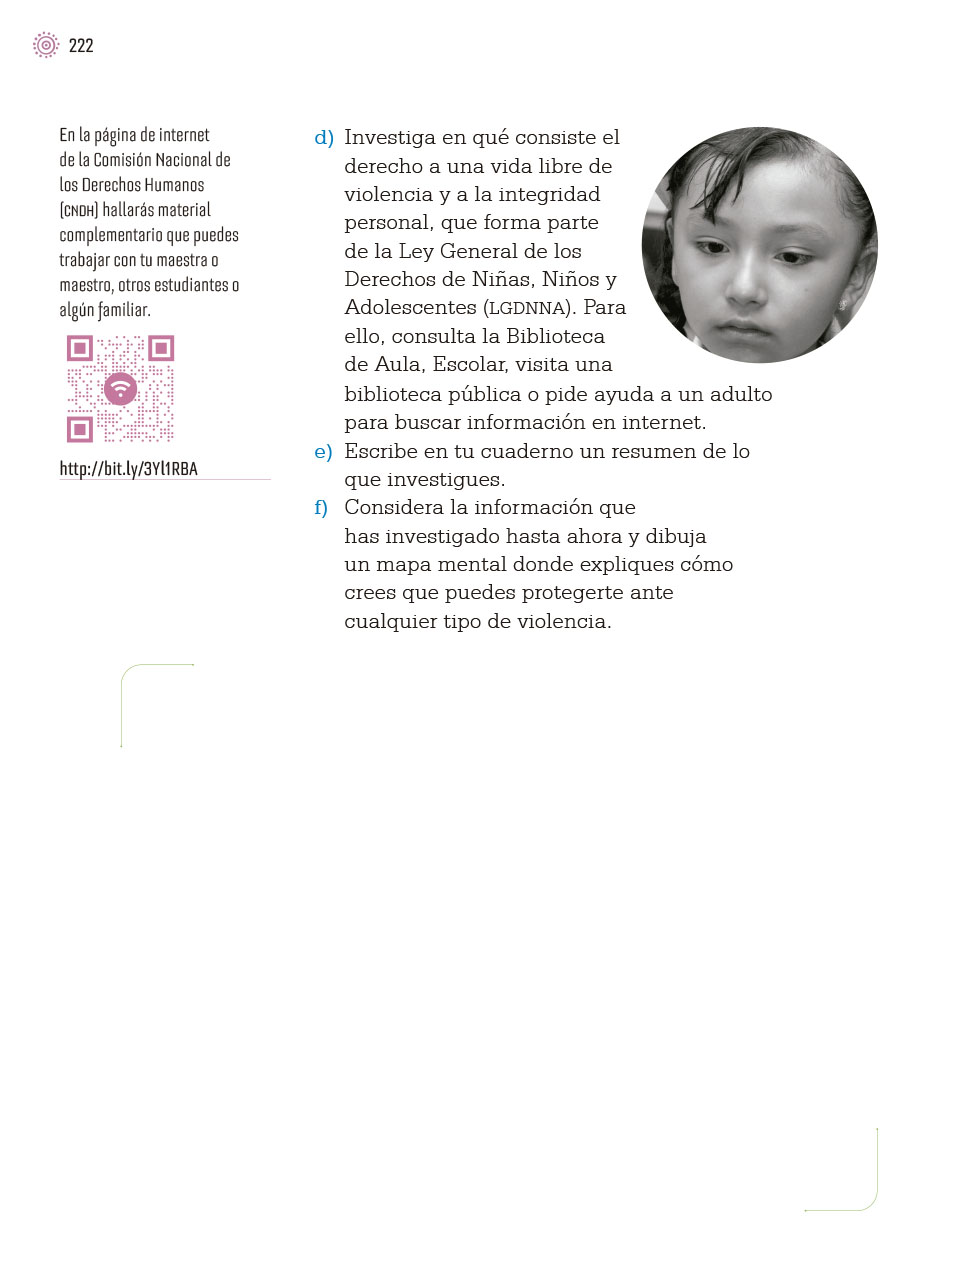 222
En la página de internet
de la Comisión Nacional de
los Derechos Humanos
(CNDH) hallarás material
complementario que puedes
trabajar con tu maestra o
maestro, otros estudiantes o
algún familiar.
http://bit.ly/3Yl1RBA
d) Investiga en qué consiste el
derecho a una vida libre de
violencia y a la integridad
personal, que forma parte
de la Ley General de los
Derechos de Niñas, Niños y
Adolescentes (LGDNNA). Para
ello, consulta la Biblioteca
de Aula, Escolar, visita una
biblioteca pública o pide ayuda a un adulto
para buscar información en internet.
e) Escribe en tu cuaderno un resumen de lo
que investigues.
f) Considera la información que
has investigado hasta ahora y dibuja
un mapa mental donde expliques cómo
crees que puedes protegerte ante
cualquier tipo de violencia.